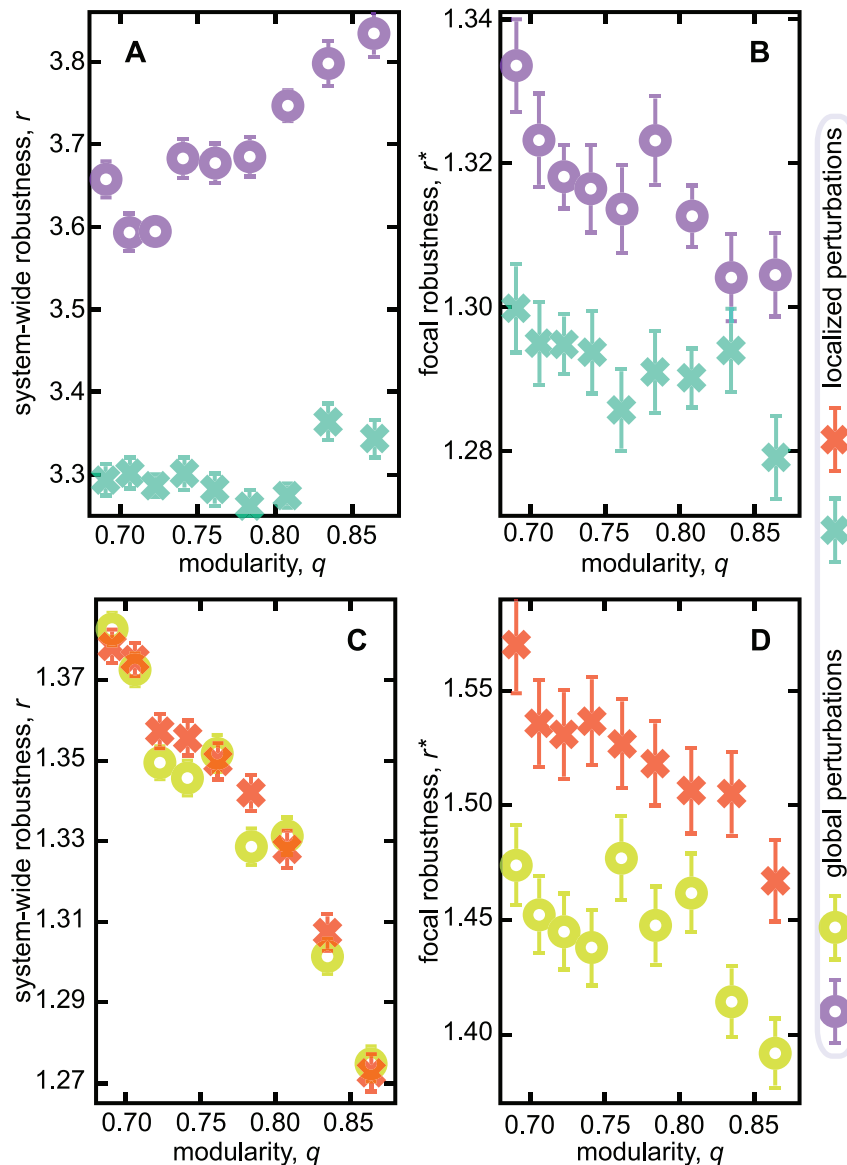 A
system-wide robustness, r
3.8
3.7
3.6
3.5
3.4
3.3
0.70 0.75 0.80 0.85
modularity, q
B
focal robustness, r*
1.34
1.32
1.30
1.28
0.70 0.75 0.80 0.85
modularity, q
C
system-wide robustness, r
1.37
1.35
1.33
1.31
1.29
1.27
0.70 0.75 0.80 0.85
modularity, q
D
focal robustness, r*
1.55
1.50
1.45
1.40
0.70 0.75 0.80 0.85
modularity, q
global perturbations
localized perturbations